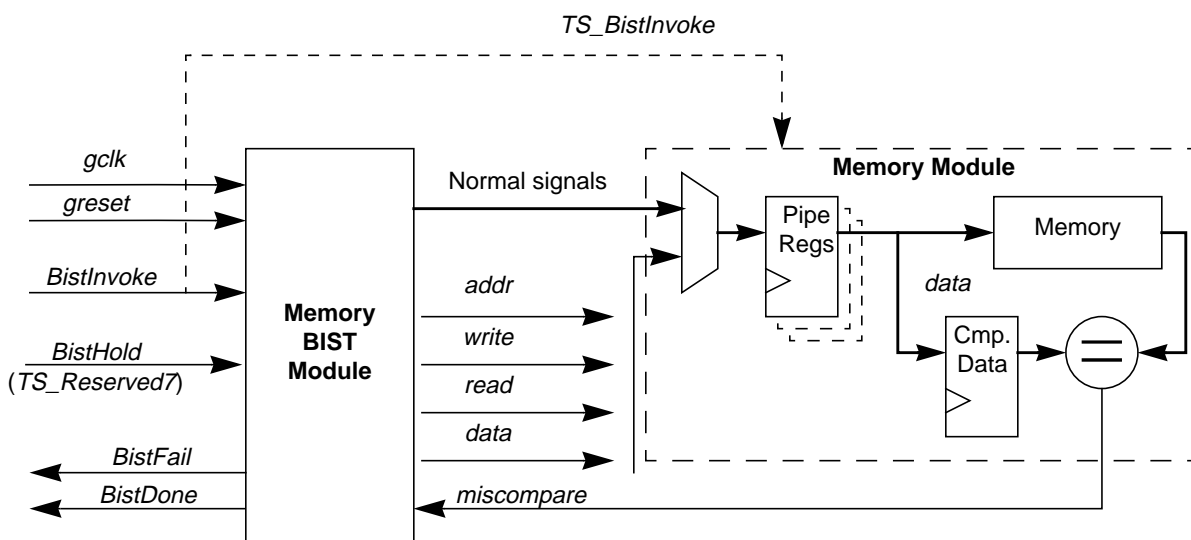 TS_BistInvoke
gclk
greset
BistInvoke
BistHold
(TS_Reserved7)
BistFail
BistDone
Memory
BIST
Module
Normal signals
addr
write
read
data
miscompare
Memory Module
Pipe
Regs
Memory
data
Cmp.
Data